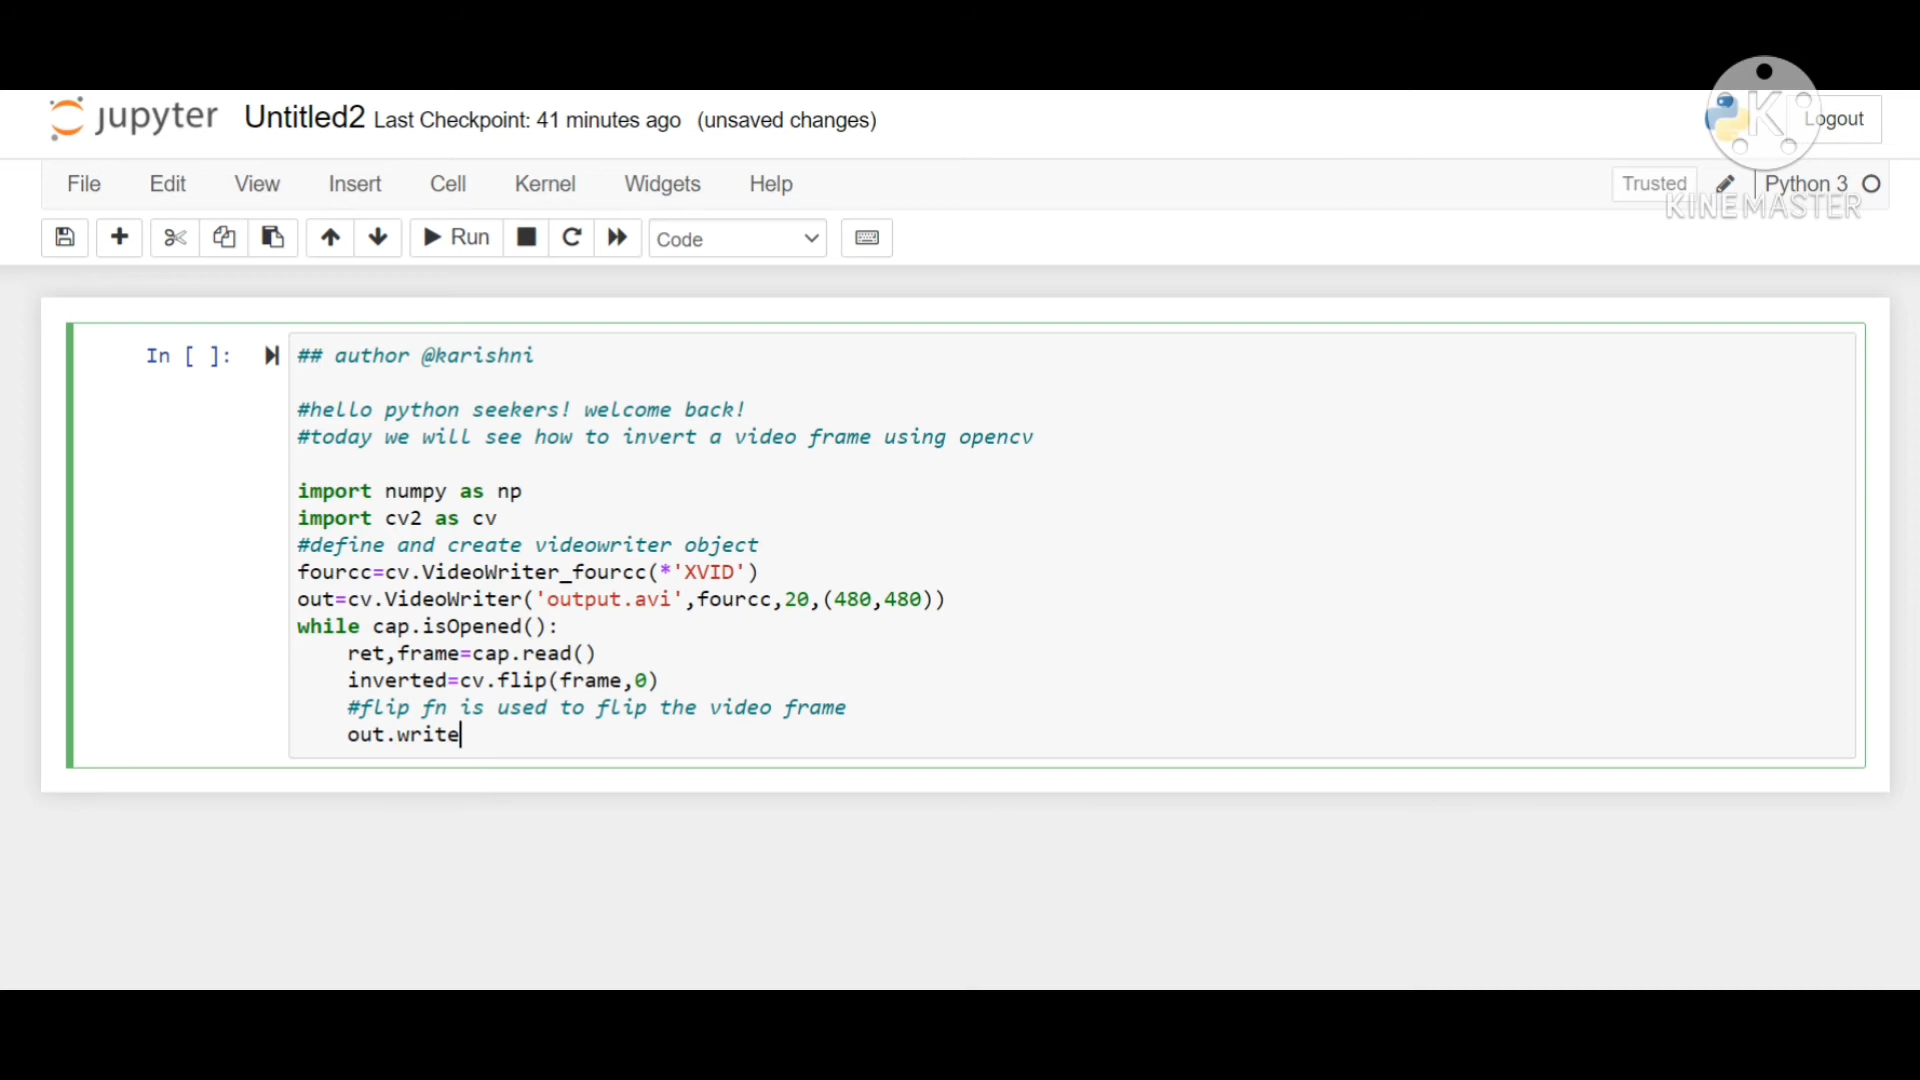 jupyter Untitled2 Last Checkpoint: 41 minutes ago (unsaved changes) K Logout
File Edit View Insert Cell Kernel Widgets Help Trusted Python 3
KINEMASTER
Run Code
In [ ]: ## author @karishni
#hello python seekers! welcome back!
#today we will see how to invert a video frame using opencv
import numpy as np
import cv2 as cv
#define and create videowriter object
fourcc=cv.VideoWriter_fourcc(*'XVID')
out=cv.VideoWriter('output.avi',fourcc,20,(480,480))
while cap.isOpened():
    ret,frame=cap.read()
    inverted=cv.flip(frame,0)
    #flip fn is used to flip the video frame
    out.write